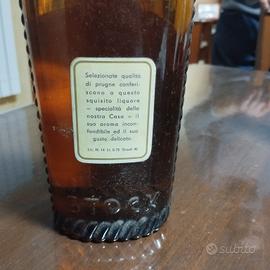 Selezionate qualità
di prugne conferi-
scono a questo
squisito liquore
- specialità della
nostra Casa - il
suo aroma incon-
fondibile ed il suo
gusto delicato.
STOCK
subito